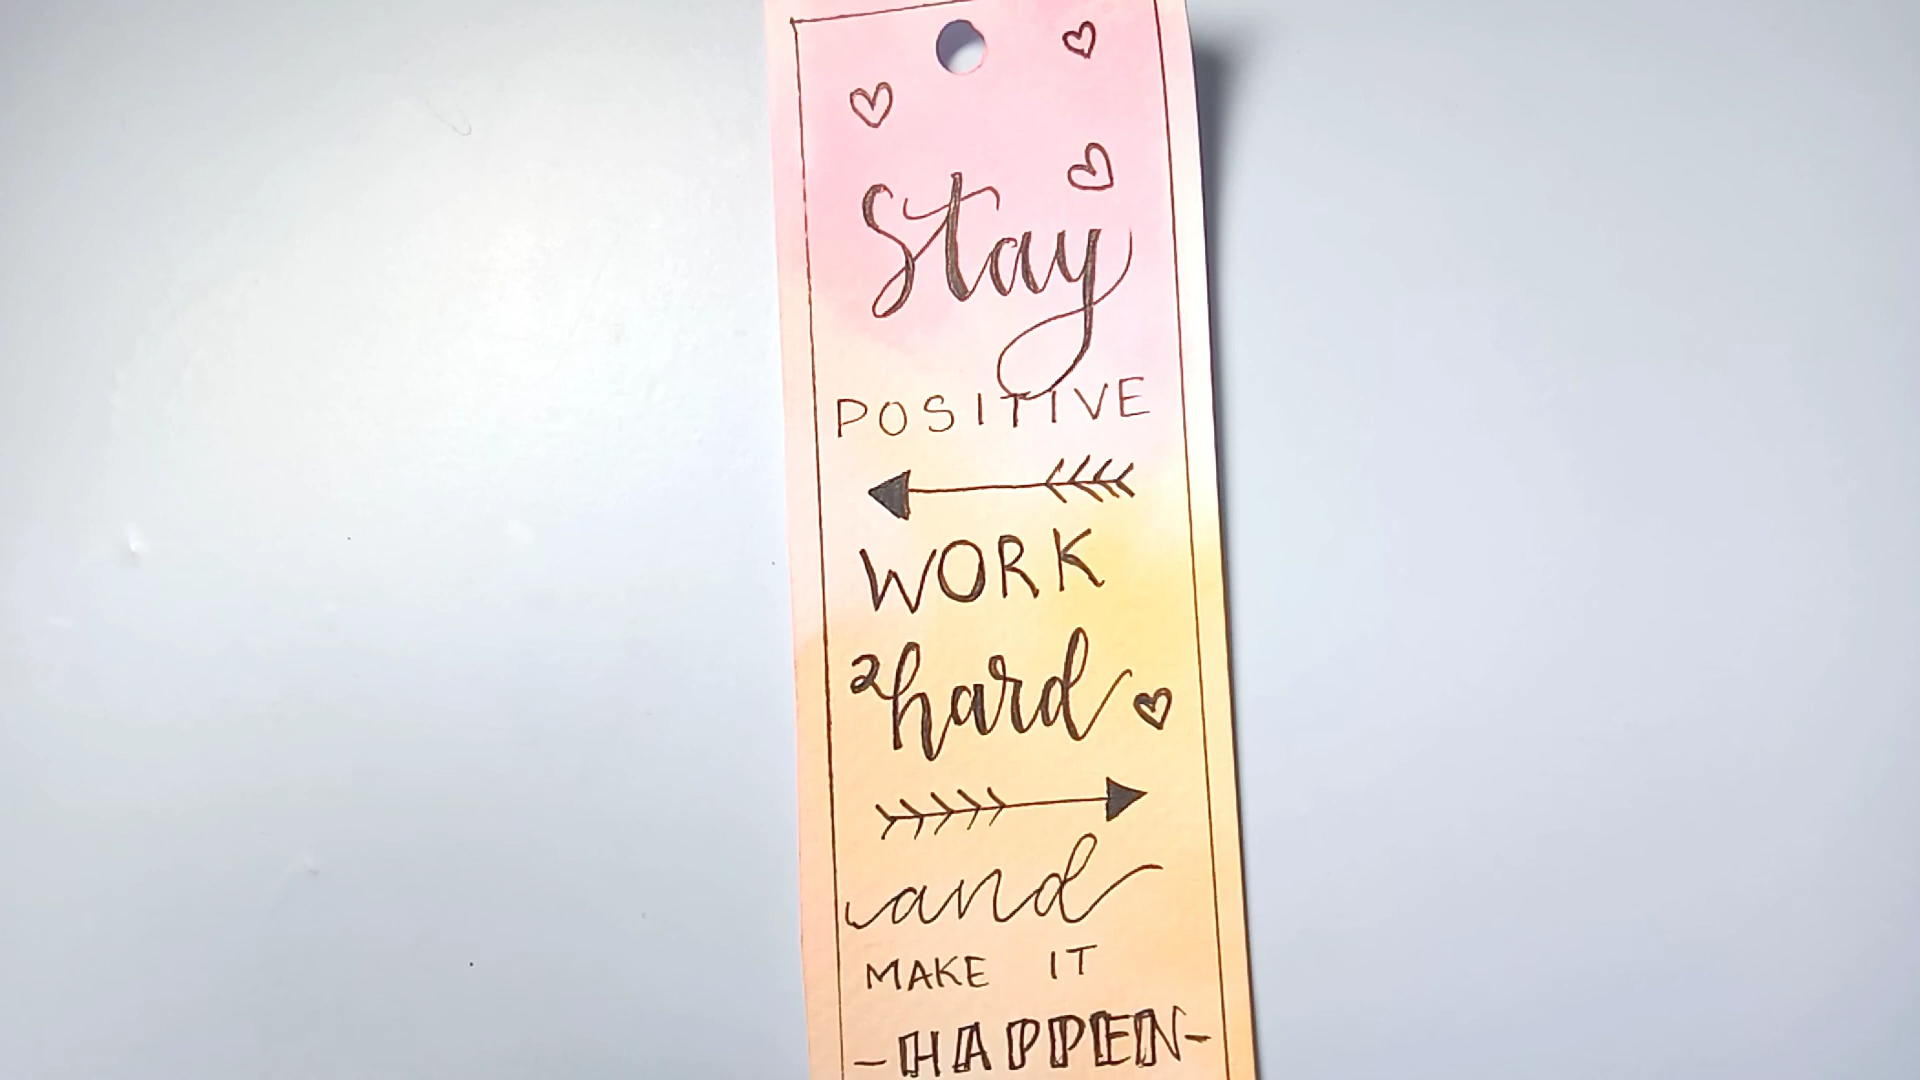 Stay
POSITIVE
WORK
hard
and
MAKE IT
-HAPPEN-